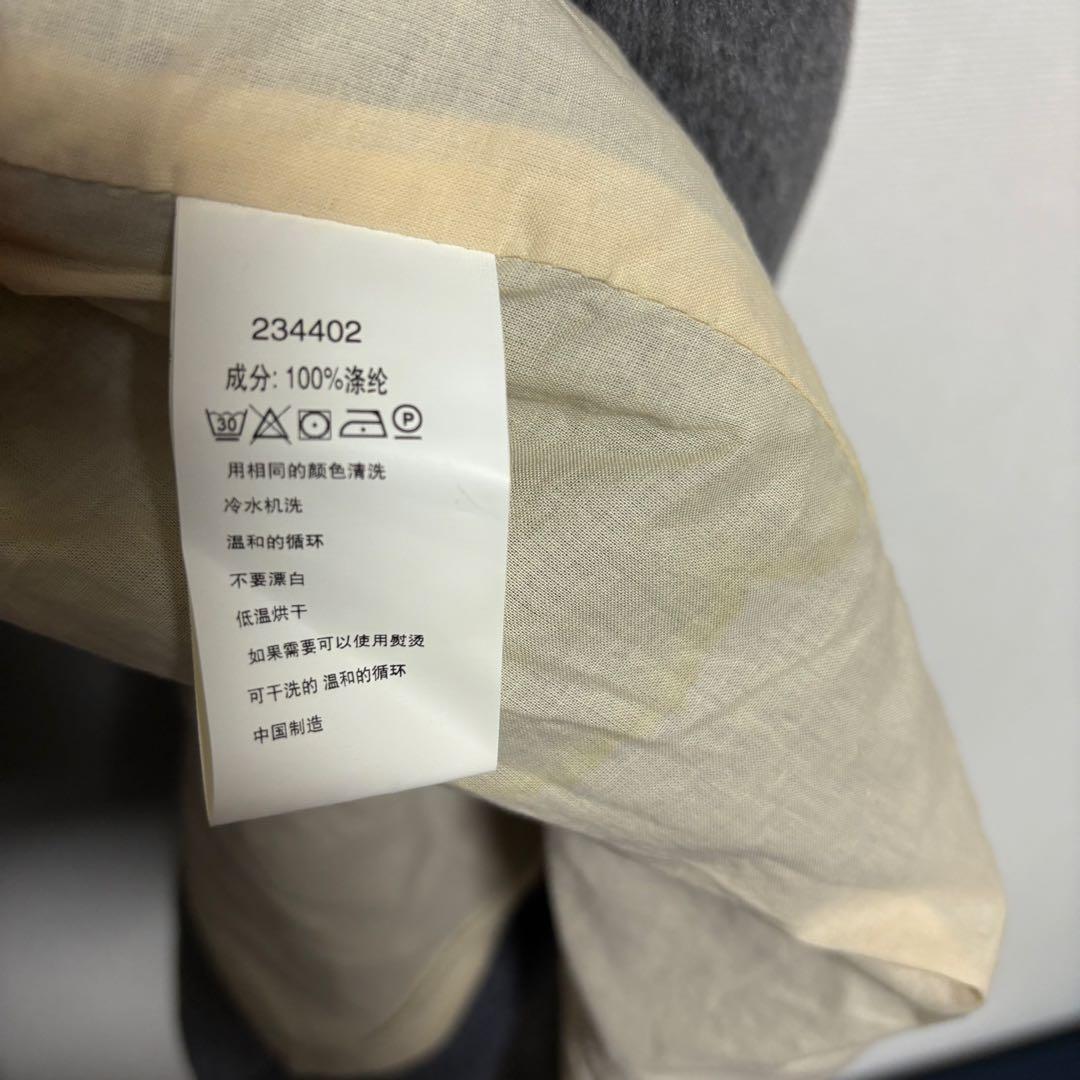 234402
成分: 100%涤纶
30 P
用相同的颜色清洗
冷水机洗
温和的循环
不要漂白
低温烘干
如果需要可以使用熨烫
可干洗的 温和的循环
中国制造